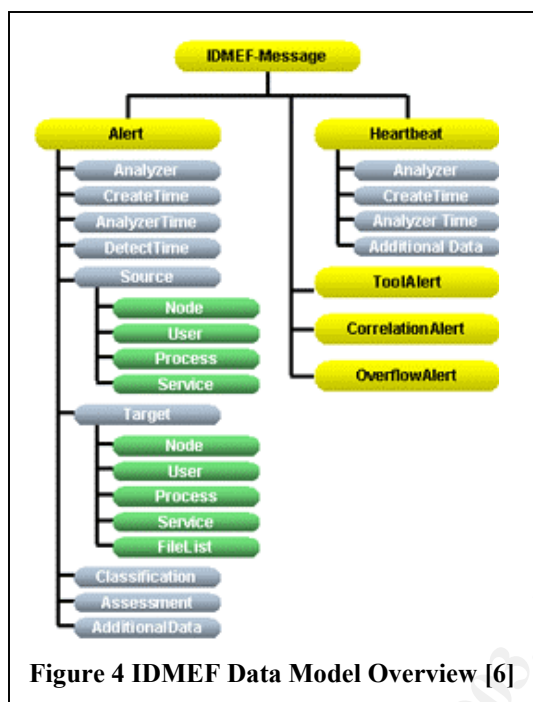 IDMEF-Message
Alert
Analyzer
CreateTime
AnalyzerTime
DetectTime
Source
Node
User
Process
Service
Target
Node
User
Process
Service
FileList
Classification
Assessment
AdditionalData
Heartbeat
Analyzer
CreateTime
Analyzer Time
Additional Data
ToolAlert
CorrelationAlert
OverflowAlert
Figure 4 IDMEF Data Model Overview [6]